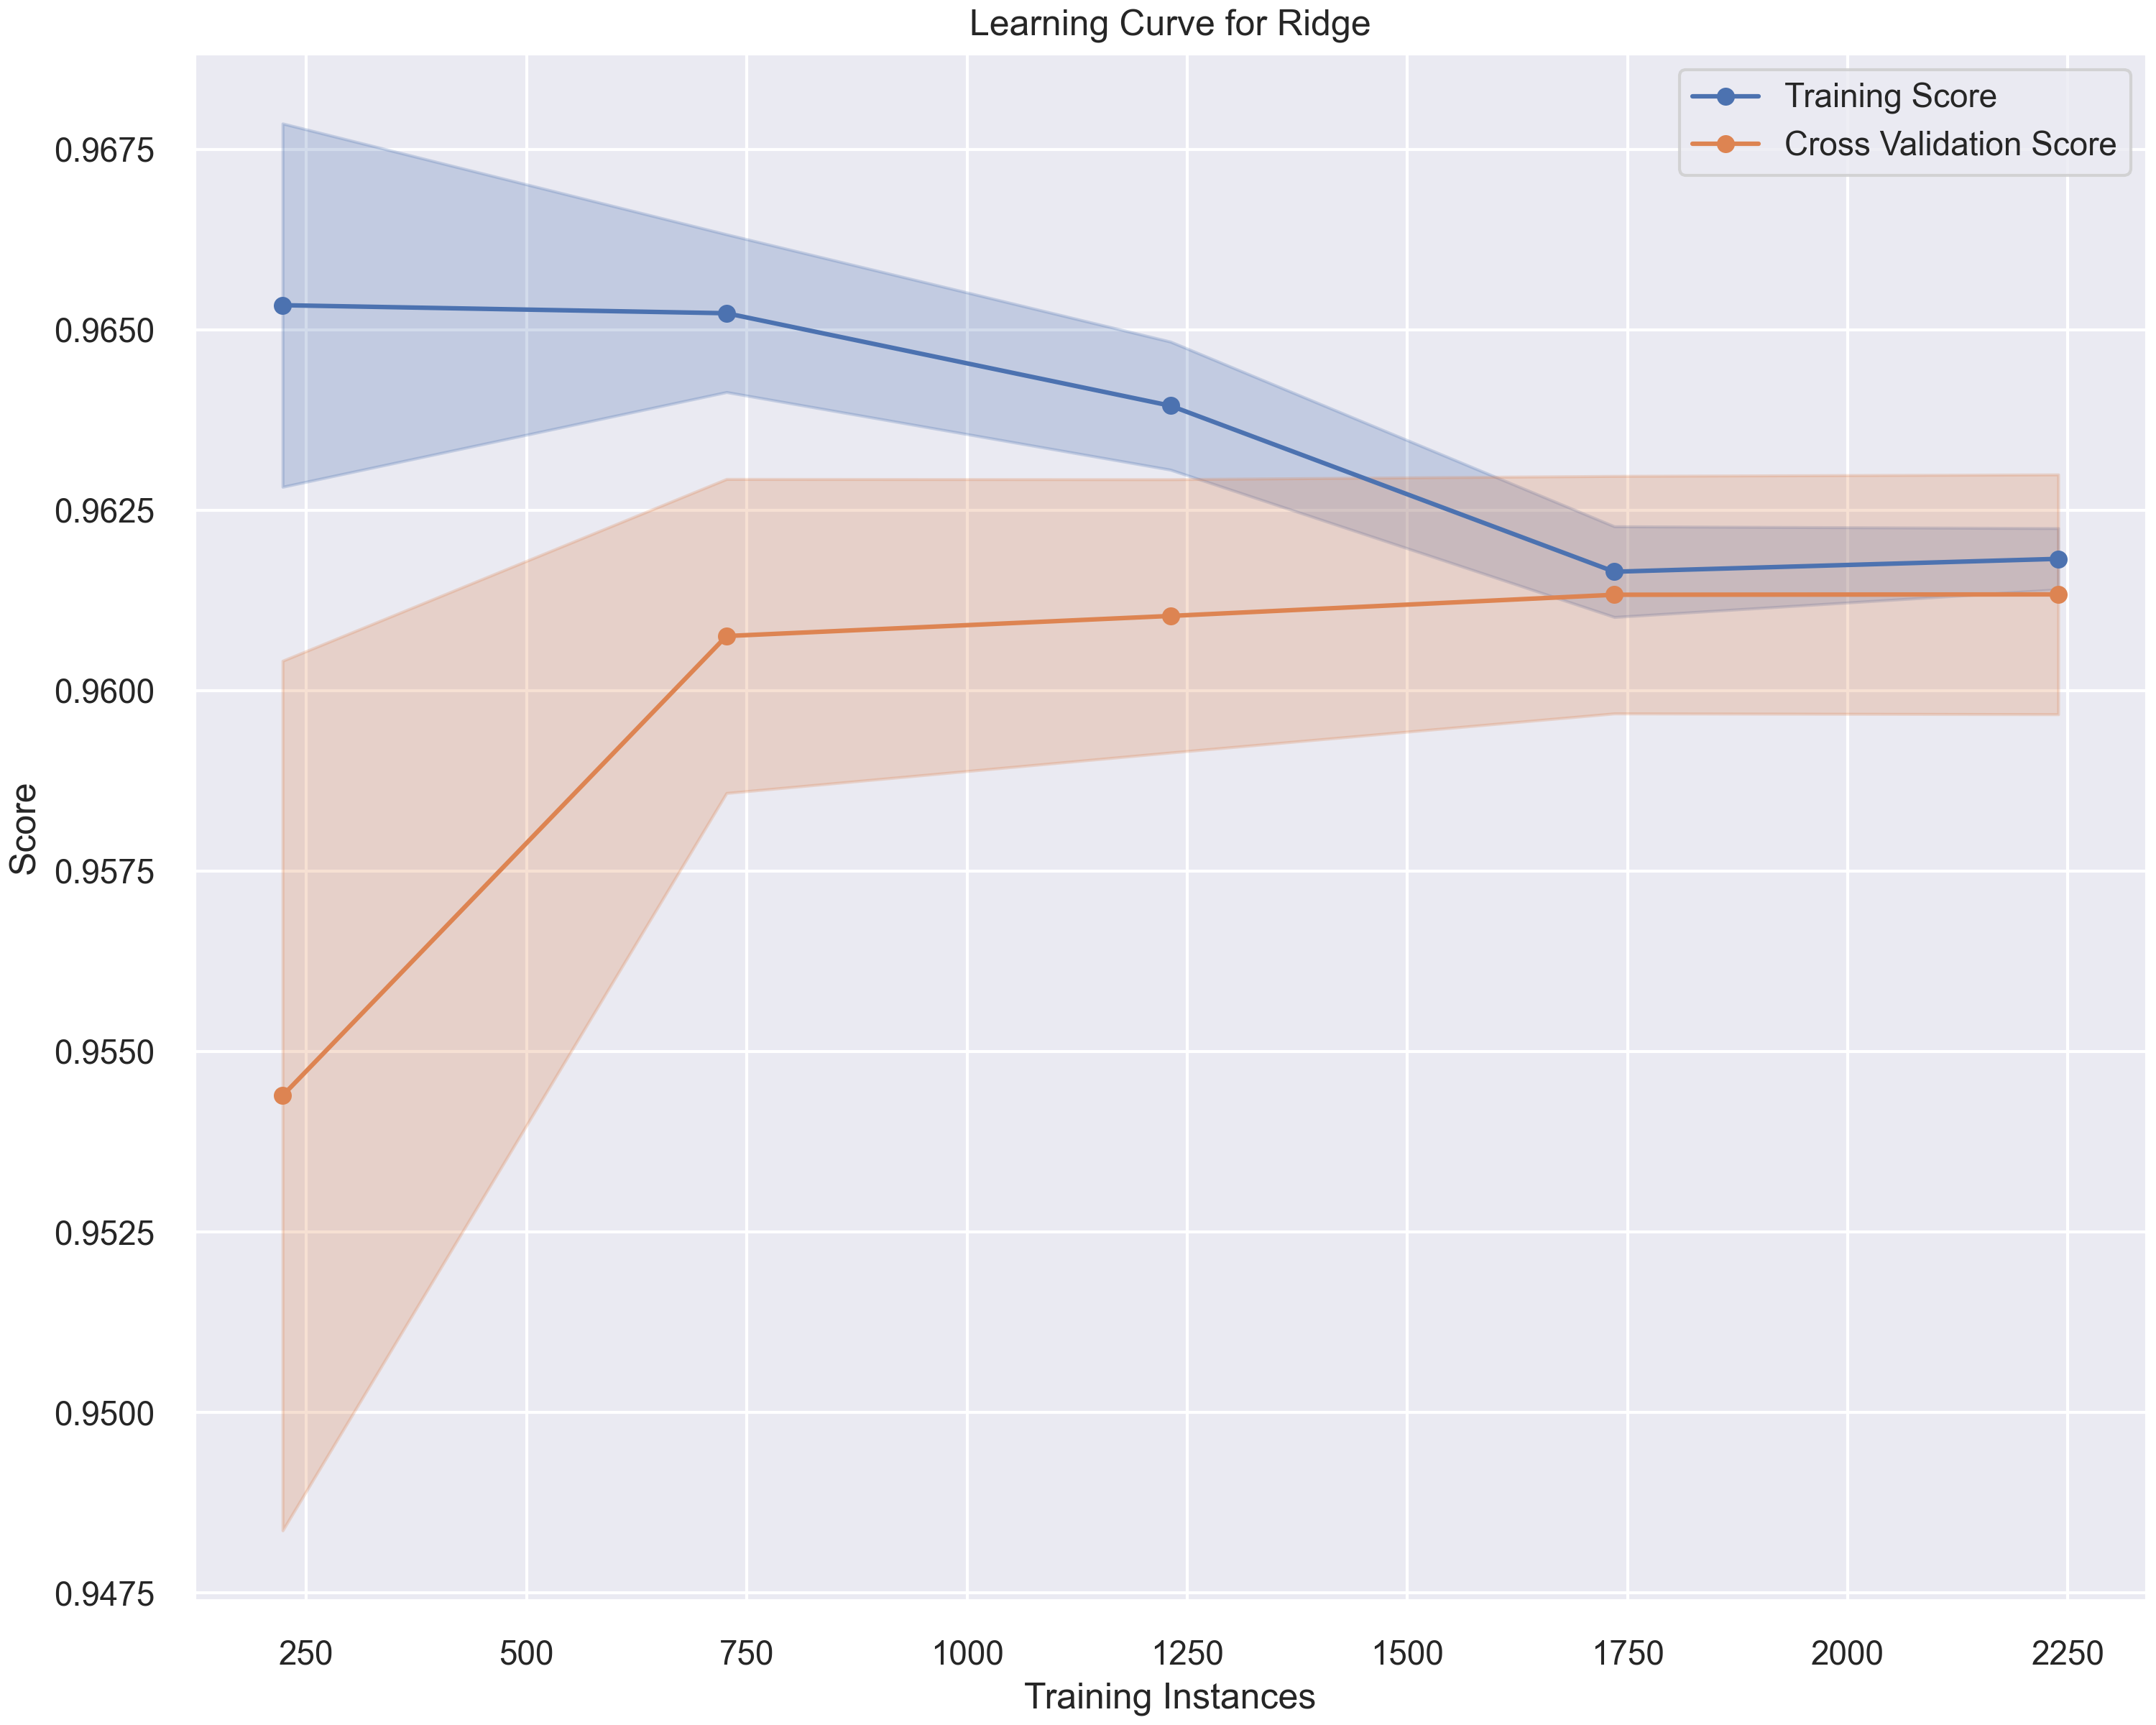 Learning Curve for Ridge
Training Score
Cross Validation Score
0.9675
0.9650
0.9625
0.9600
0.9575
0.9550
0.9525
0.9500
0.9475
Score
250 500 750 1000 1250 1500 1750 2000 2250
Training Instances